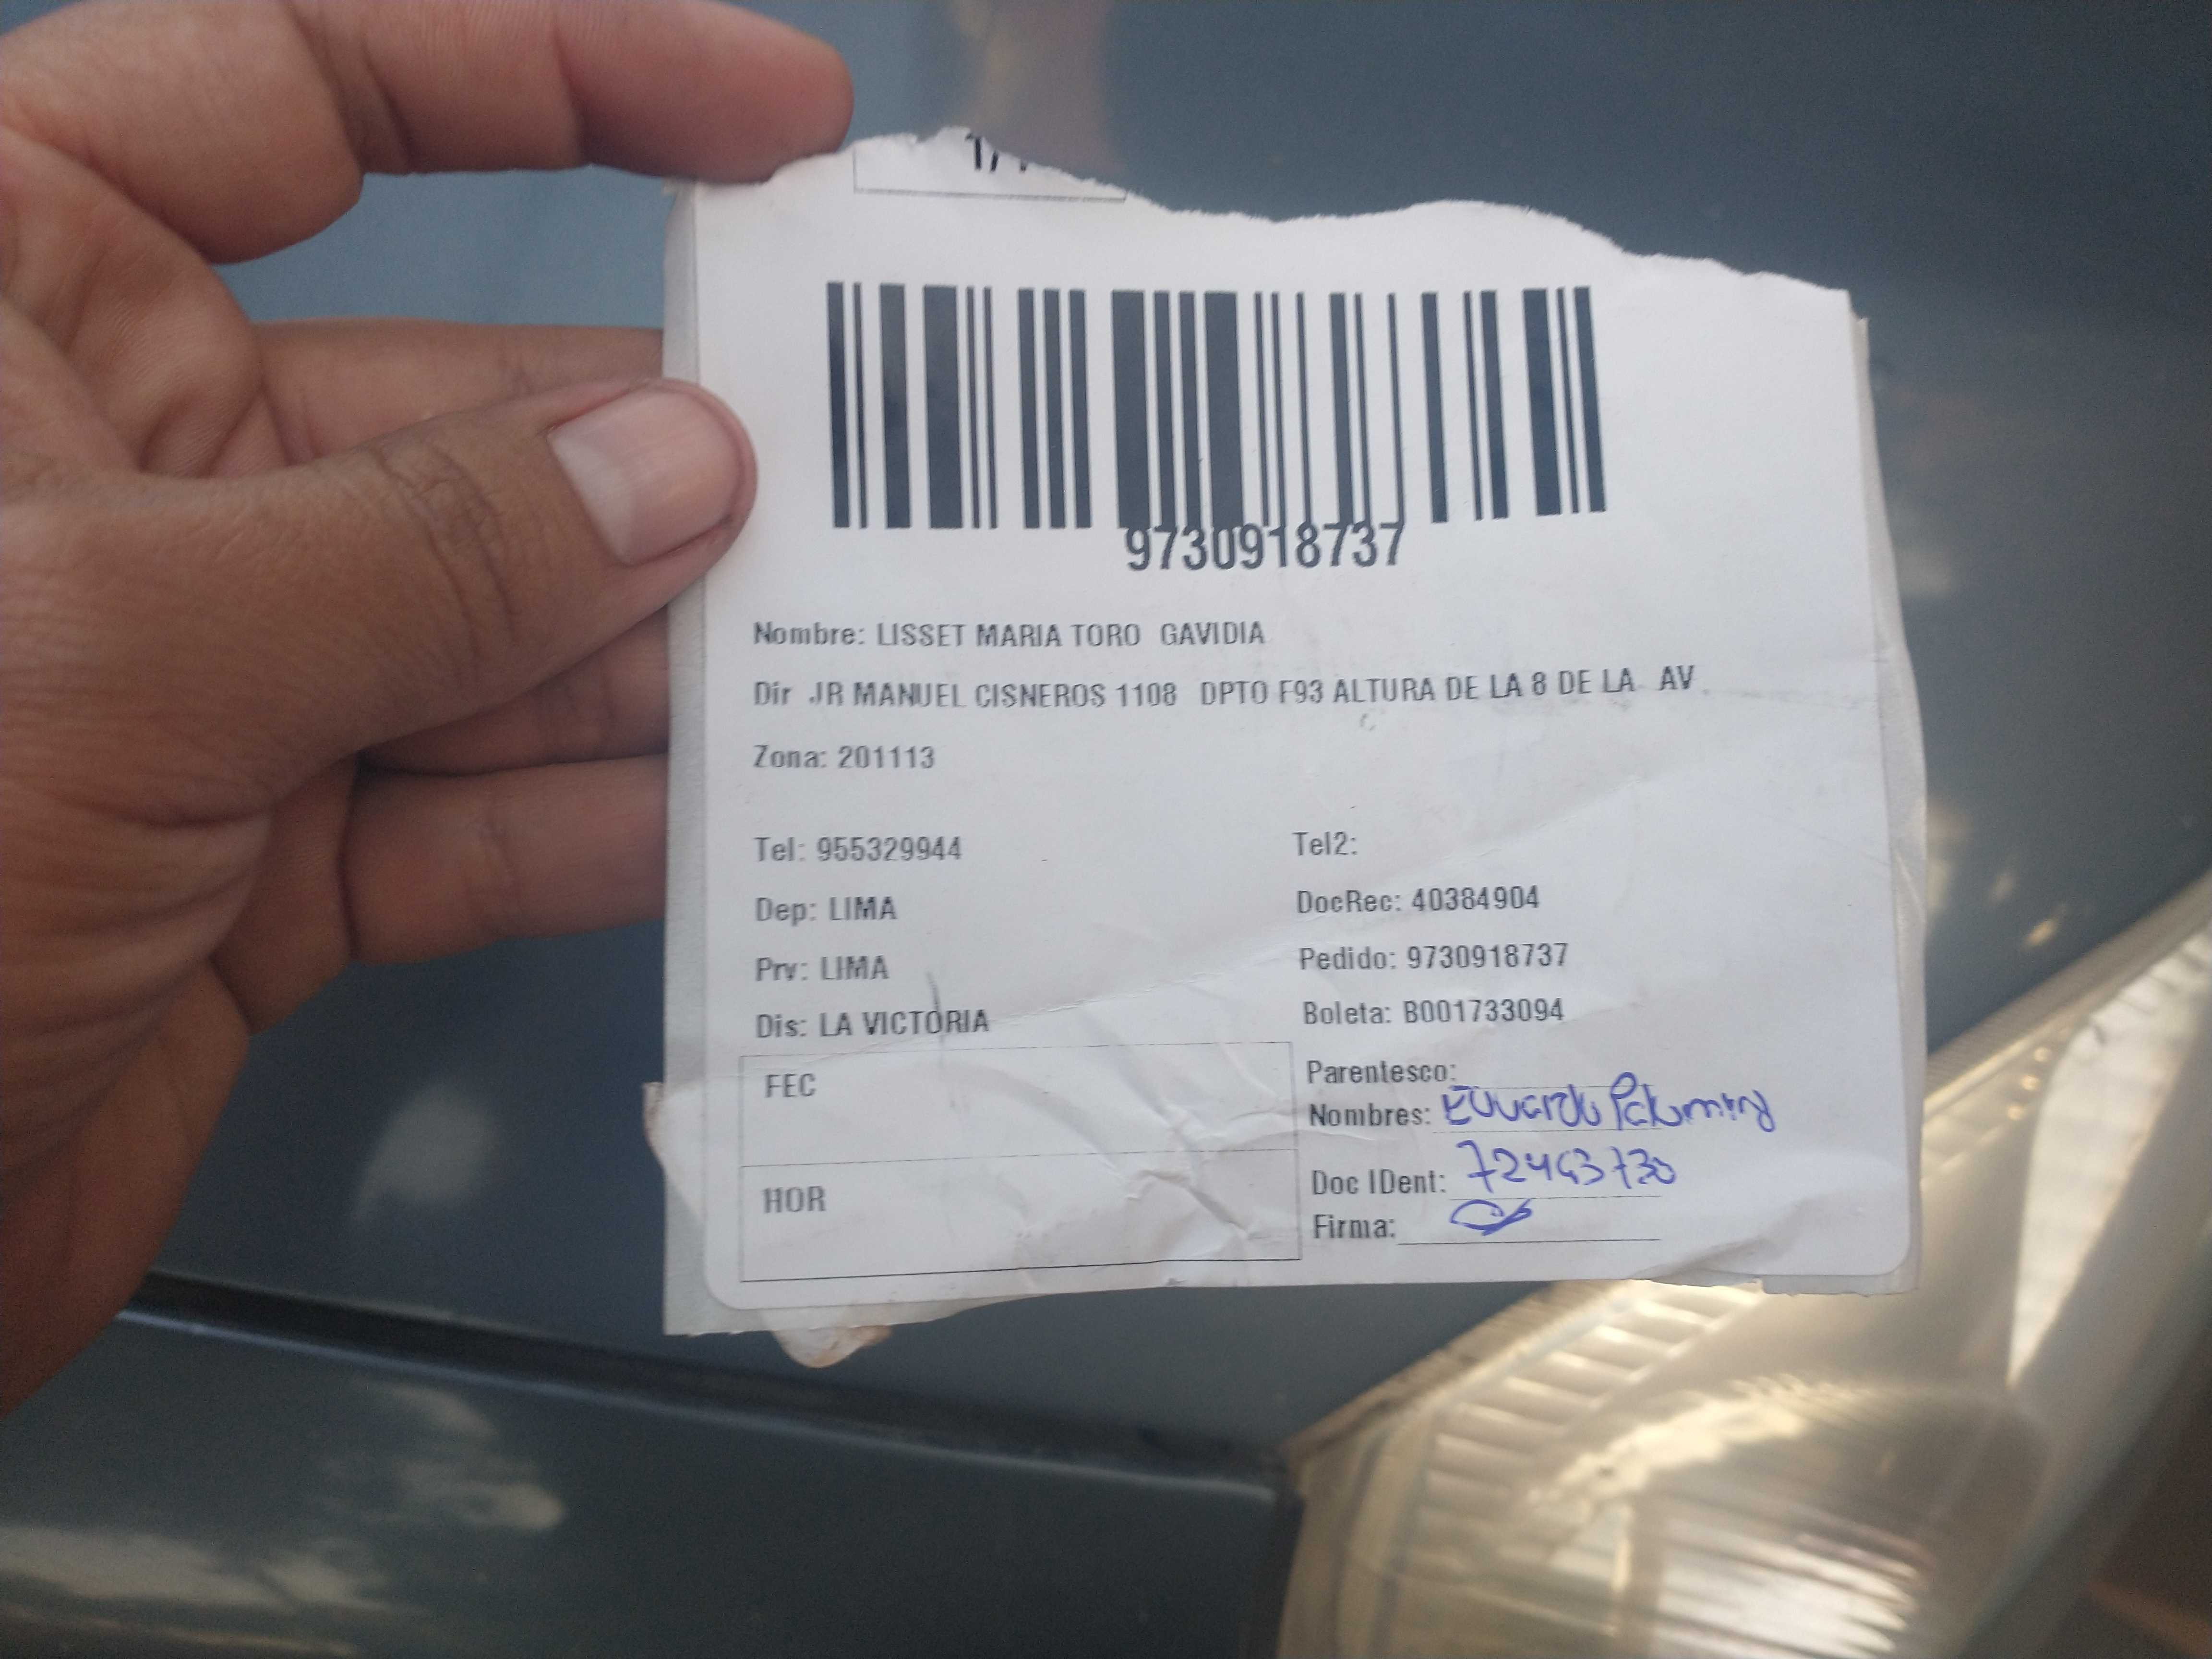 9730918737
Nombre: LISSET MARIA TORO GAVIDIA
Dir JR MANUEL CISNEROS 1108 DPTO F93 ALTURA DE LA 8 DE LA AV
Zona: 201113
Tel: 955329944 Tel2:
Dep: LIMA DocRec: 40384904
Prv: LIMA Pedido: 9730918737
Dis: LA VICTORIA Boleta: B001733094
FEC Parentesco:
Nombres: Eduardo Palomino
HOR Doc IDent:
Firma: